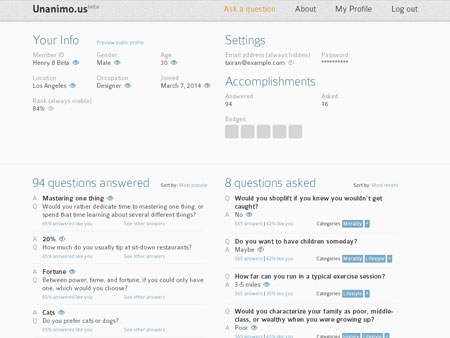 Unanimo.us beta
Ask a question About My Profile Log out
Your Info Preview public profile
Member ID Gender Age
Henry 8 Beta Male 30
Location Occupation Joined
Los Angeles Designer March 7, 2014
Rank (always visible)
84%
Settings
Email address (always hidden) Password
tairan@example.com **********
Accomplishments
Answered Asked
94 16
Badges
94 questions answered Sort by: Most popular
A Mastering one thing
Q Would you rather dedicate time to mastering one thing, or
spend that time learning about several different things?
65% answered like you See other answers
A 20%
Q How much do you usually tip at sit-down restaurants?
65% answered like you See other answers
A Fortune
Q Between power, fame, and fortune, if you could only have
one, which would you choose?
65% answered like you See other answers
A Cats
Q Do you prefer cats or dogs?
65% answered like you See other answers
8 questions asked Sort by: Most recent
Q Would you shoplift if you knew you wouldn't get
caught?
A No
565 answers | 42% like you Categories Morality +
Q Do you want to have children someday?
A Maybe
565 answers | 42% like you Categories Morality Lifestyle +
Q How far can you run in a typical exercise session?
A 3-5 miles
565 answers | 20% like you Categories Lifestyle +
Q Would you characterize your family as poor, middle-
class, or wealthy when you were growing up?
A Poor
565 answers | 42% like you Categories Morality +